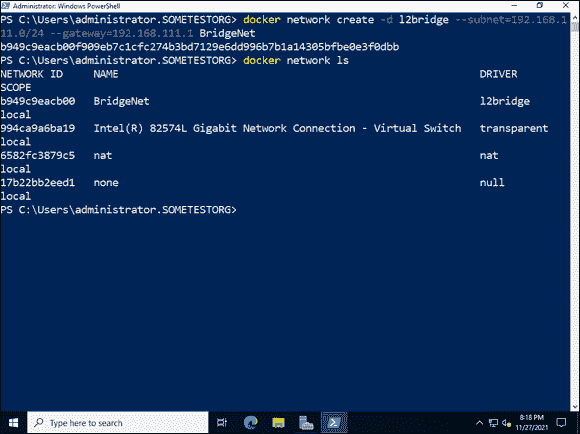 Administrator: Windows PowerShell
PS C:\Users\administrator.SOMETESTORG> docker network create -d l2bridge --subnet=192.168.1
11.0/24 --gateway=192.168.111.1 BridgeNet
b949c9eacb00f909eb7c1cfc274b3bd7129e6dd996b7b1a14305bfbe0e3f0dbb
PS C:\Users\administrator.SOMETESTORG> docker network ls
NETWORK ID NAME DRIVER
SCOPE
b949c9eacb00 BridgeNet l2bridge
local
994ca9a6ba19 Intel(R) 82574L Gigabit Network Connection - Virtual Switch transparent
local
6582fc3879c5 nat nat
local
17b22bb2eed1 none null
local
PS C:\Users\administrator.SOMETESTORG>
Type here to search
8:18 PM
11/27/2021